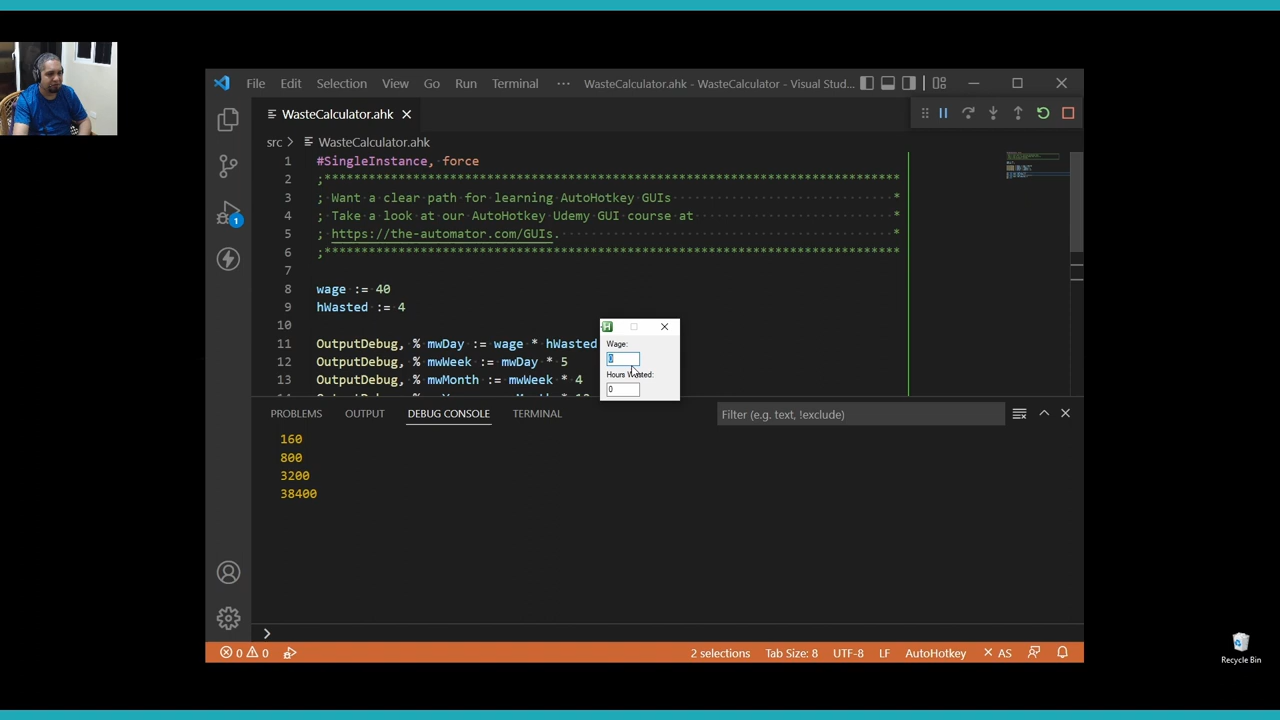 File Edit Selection View Go Run Terminal ··· WasteCalculator.ahk - WasteCalculator - Visual Stud...
WasteCalculator.ahk
src > WasteCalculator.ahk
1 #SingleInstance, force
2 ;******************************************************************************
3 ; Want a clear path for learning AutoHotkey GUIs *
4 ; Take a look at our AutoHotkey Udemy GUI course at *
5 ; https://the-automator.com/GUIs. *
6 ;******************************************************************************
7
8 wage := 40
9 hWasted := 4
10
11 OutputDebug, % mwDay := wage * hWasted
12 OutputDebug, % mwWeek := mwDay * 5
13 OutputDebug, % mwMonth := mwWeek * 4
Wage:
0
Hours Wasted:
0
1
PROBLEMS OUTPUT DEBUG CONSOLE TERMINAL Filter (e.g. text, !exclude)
160
800
3200
38400
>
0 0 2 selections Tab Size: 8 UTF-8 LF AutoHotkey AS
Recycle Bin